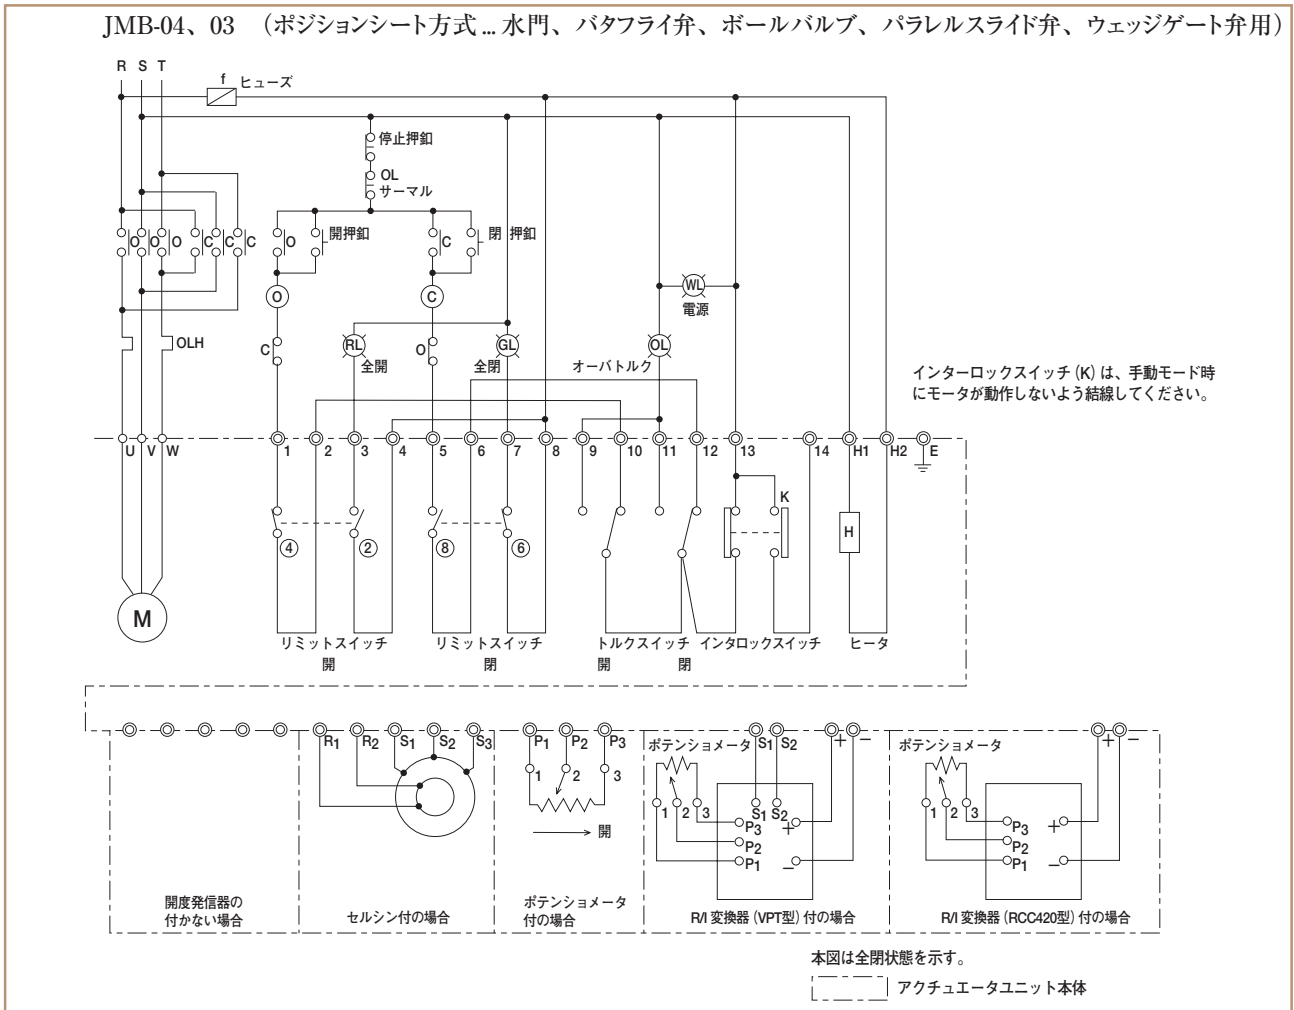 JMB-04、03 （ポジションシート方式 ... 水門、バタフライ弁、ボールバルブ、パラレルスライド弁、ウェッジゲート弁用）
R S T
f ヒューズ
停止押釦
OL
サーマル
O O O C C C O 開押釦 C 閉 押釦
WL
電源
O C
OLH C RL O GL OL
全開 全閉 オーバトルク
インターロックスイッチ (K) は、手動モード時
にモータが動作しないよう結線してください。
U V W 1 2 3 4 5 6 7 8 9 10 11 12 13 14 H1 H2 E
K
4 2 8 6 H
M
リミットスイッチ リミットスイッチ トルクスイッチ インタロックスイッチ ヒータ
開 閉 開 閉
R1 R2 S1 S2 S3 P1 P2 P3 ポテンショメータ S1 S2 + − ポテンショメータ + −
1 2 3
1 2 3 S1 S2 1 2 3
P3 + P3 +
開
P2 P2
P1 − P1 −
開度発信器の
付かない場合
セルシン付の場合
ポテンショメータ
付の場合
R/I 変換器 (VPT型) 付の場合
R/I 変換器 (RCC420型) 付の場合
本図は全閉状態を示す。
アクチュエータユニット本体